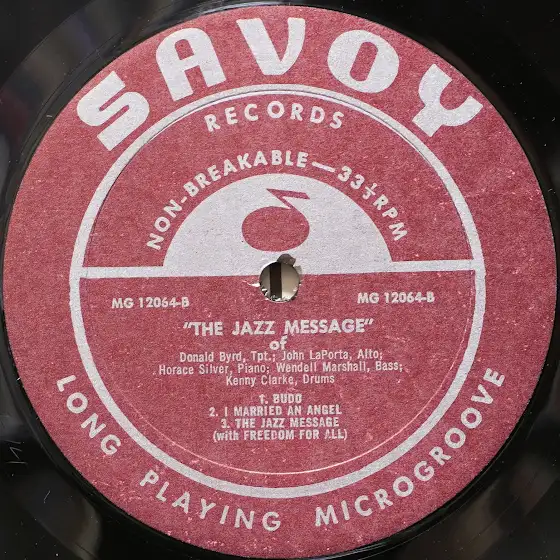 SAVOY
RECORDS
NON-BREAKABLE—33⅓RPM
MG 12064-B
MG 12064-B
"THE JAZZ MESSAGE"
of
Donald Byrd, Tpt.; John LaPorta, Alto;
Horace Silver, Piano; Wendell Marshall, Bass;
Kenny Clarke, Drums
1. BUDO
2. I MARRIED AN ANGEL
3. THE JAZZ MESSAGE
(with FREEDOM FOR ALL)
LONG PLAYING MICROGROOVE